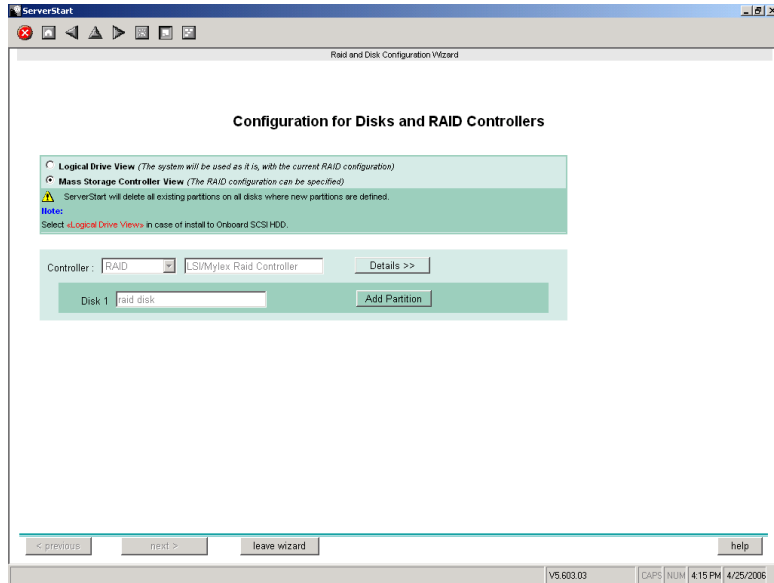 ServerStart
Raid and Disk Configuration Wizard
Configuration for Disks and RAID Controllers
Logical Drive View (The system will be used as it is, with the current RAID configuration)
Mass Storage Controller View (The RAID configuration can be specified)
ServerStart will delete all existing partitions on all disks where new partitions are defined.
Note:
Select «Logical Drive View» in case of install to Onboard SCSI HDD.
Controller : RAID LSI/Mylex Raid Controller Details >>
Disk 1 raid disk Add Partition
< previous next > leave wizard help
V5.603.03 CAPS NUM 4:15 PM 4/25/2006